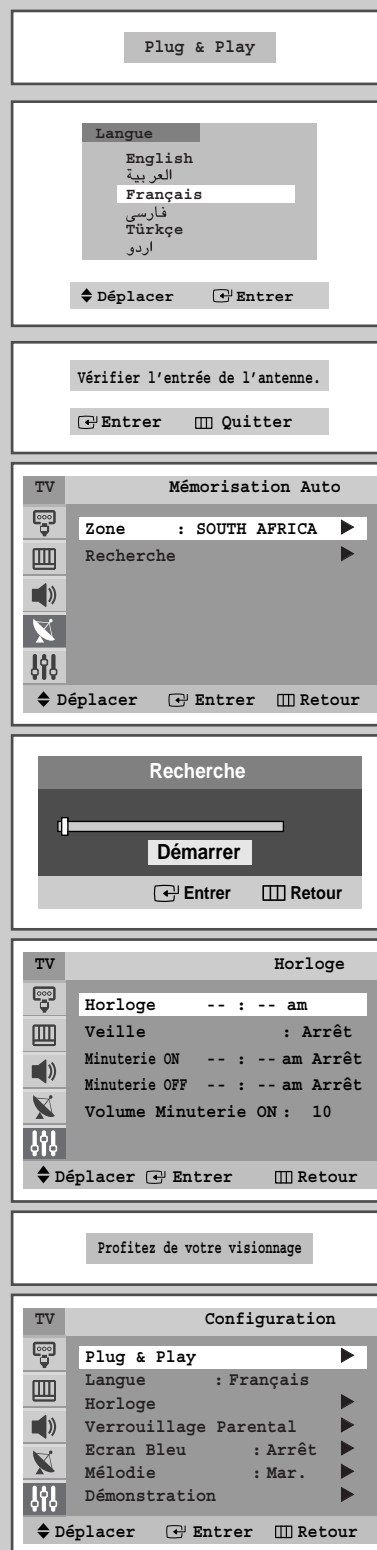 Plug & Play
Langue
English
العربية
Français
فارسی
Türkçe
اردو
Déplacer Entrer
Vérifier l'entrée de l'antenne.
Entrer Quitter
TV Mémorisation Auto
Zone : SOUTH AFRICA
Recherche
Déplacer Entrer Retour
Recherche
Démarrer
Entrer Retour
TV Horloge
Horloge -- : -- am
Veille : Arrêt
Minuterie ON -- : -- am Arrêt
Minuterie OFF -- : -- am Arrêt
Volume Minuterie ON : 10
Déplacer Entrer Retour
Profitez de votre visionnage
TV Configuration
Plug & Play
Langue : Français
Horloge
Verrouillage Parental
Ecran Bleu : Arrêt
Mélodie : Mar.
Démonstration
Déplacer Entrer Retour